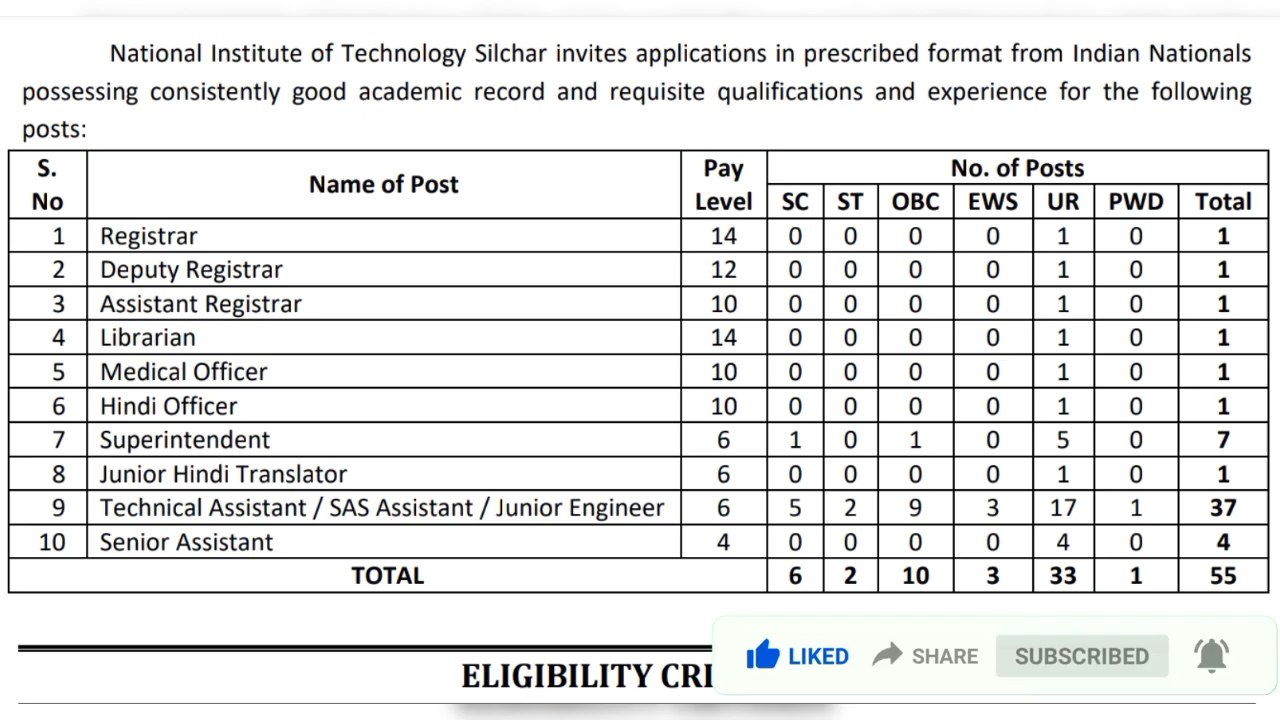 National Institute of Technology Silchar invites applications in prescribed format from Indian Nationals
possessing consistently good academic record and requisite qualifications and experience for the following
posts:
S. No Name of Post Pay Level No. of Posts
SC ST OBC EWS UR PWD Total
1 Registrar 14 0 0 0 0 1 0 1
2 Deputy Registrar 12 0 0 0 0 1 0 1
3 Assistant Registrar 10 0 0 0 0 1 0 1
4 Librarian 14 0 0 0 0 1 0 1
5 Medical Officer 10 0 0 0 0 1 0 1
6 Hindi Officer 10 0 0 0 0 1 0 1
7 Superintendent 6 1 0 1 0 5 0 7
8 Junior Hindi Translator 6 0 0 0 0 1 0 1
9 Technical Assistant / SAS Assistant / Junior Engineer 6 5 2 9 3 17 1 37
10 Senior Assistant 4 0 0 0 0 4 0 4
TOTAL 6 2 10 3 33 1 55
LIKED SHARE SUBSCRIBED
ELIGIBILITY CRI